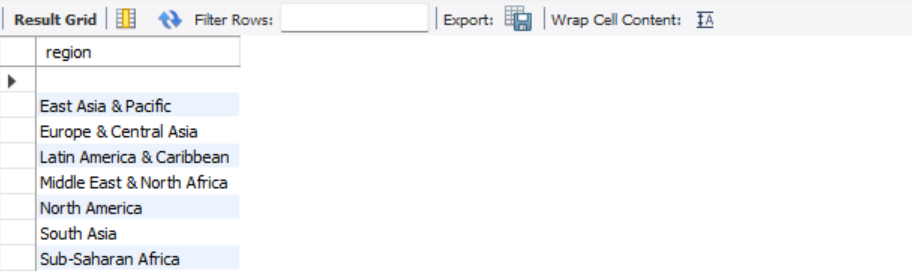 Result Grid Filter Rows: Export: Wrap Cell Content: IA
region
East Asia & Pacific
Europe & Central Asia
Latin America & Caribbean
Middle East & North Africa
North America
South Asia
Sub-Saharan Africa